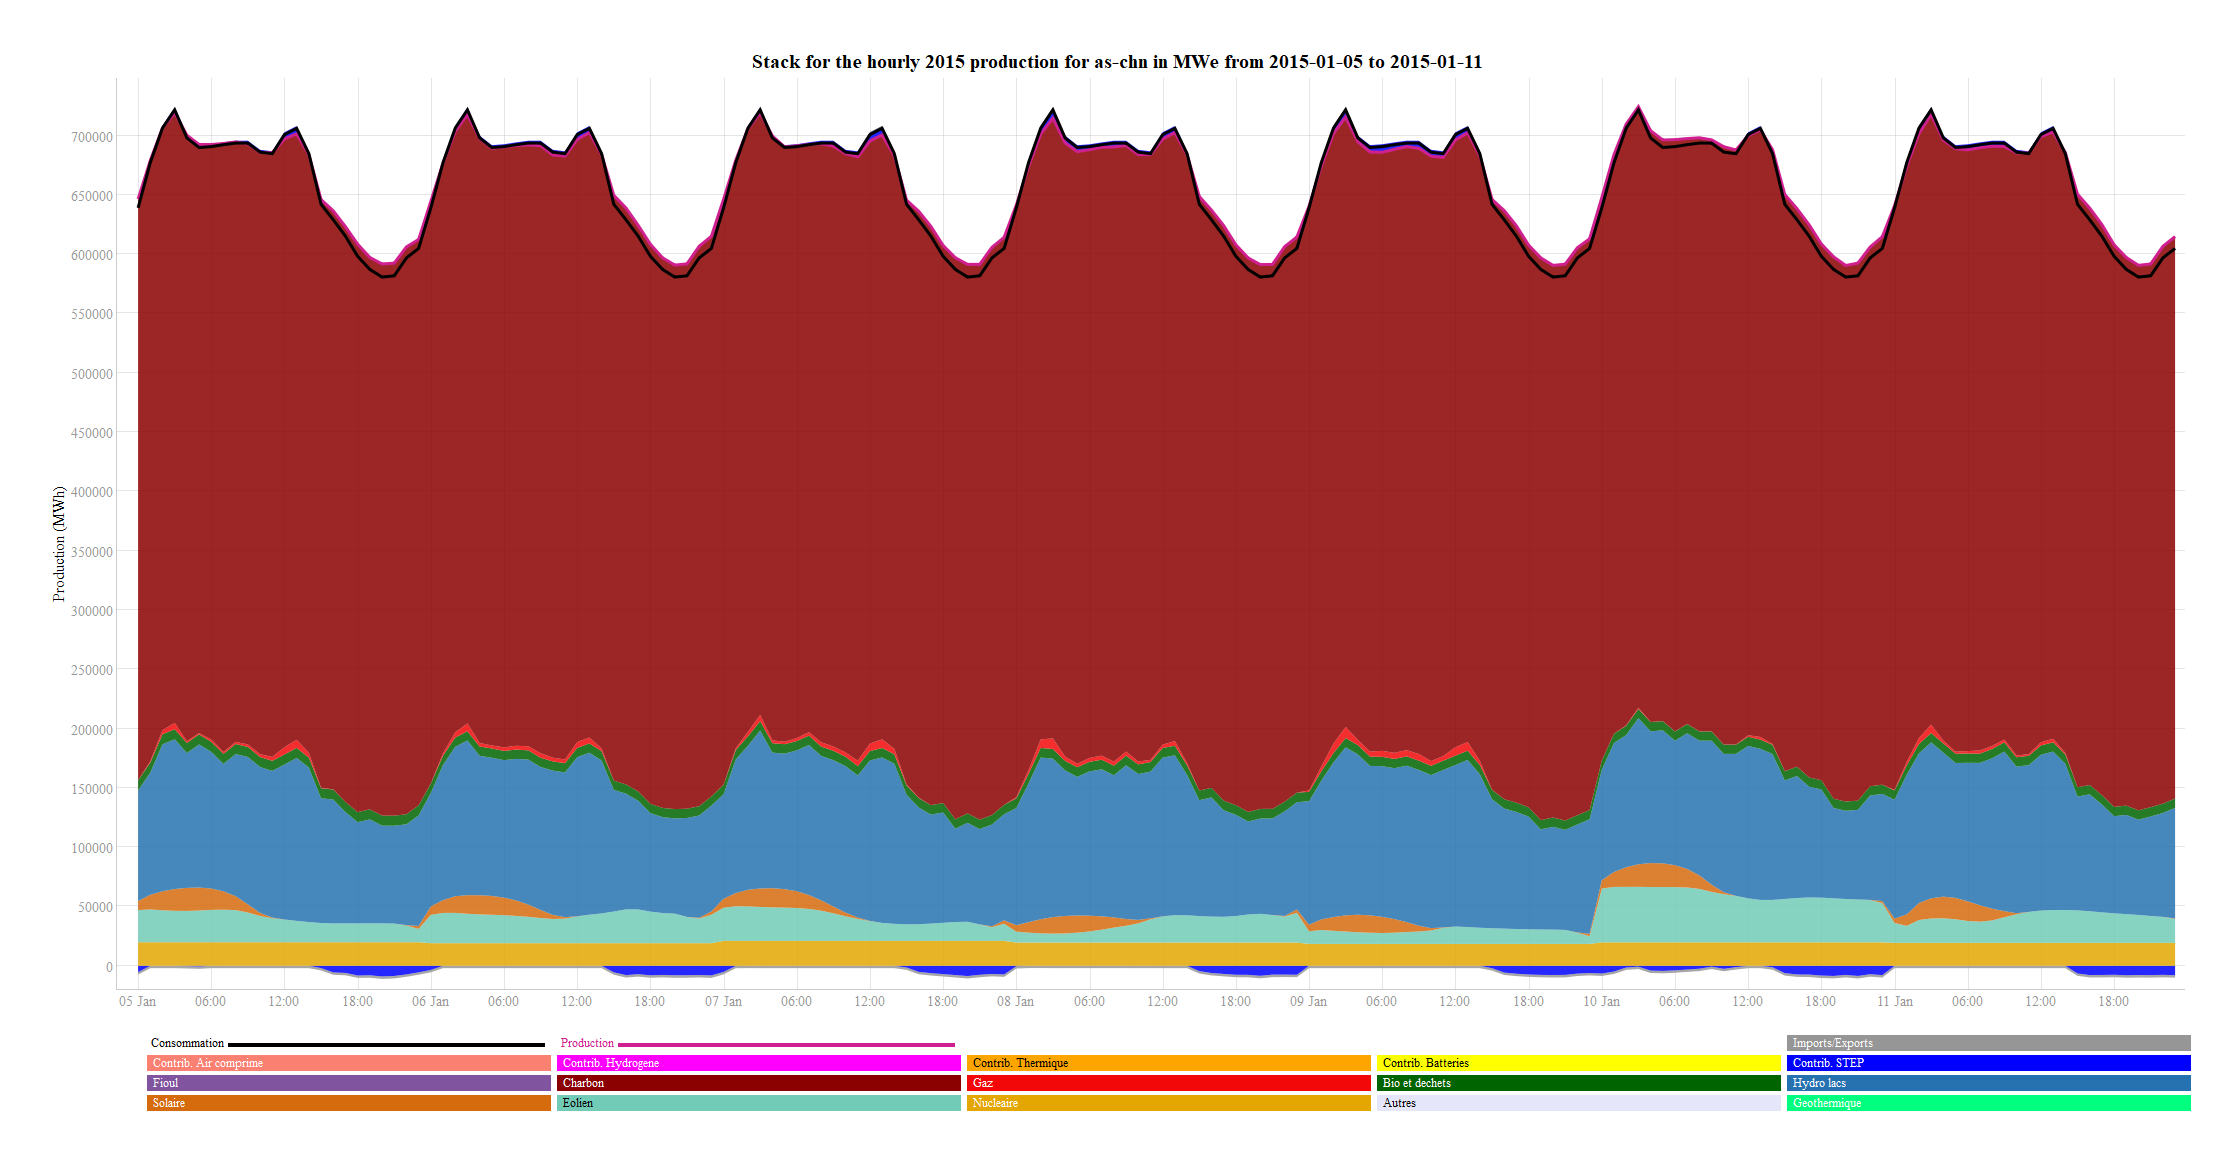 Stack for the hourly 2015 production for as-chn in MWe from 2015-01-05 to 2015-01-11
Production (MWh)
700000
650000
600000
550000
500000
450000
400000
350000
300000
250000
200000
150000
100000
50000
0
05 Jan 06:00 12:00 18:00 06 Jan 06:00 12:00 18:00 07 Jan 06:00 12:00 18:00 08 Jan 06:00 12:00 18:00 09 Jan 06:00 12:00 18:00 10 Jan 06:00 12:00 18:00 11 Jan 06:00 12:00 18:00
Consommation Production Imports/Exports
Contrib. Air comprime Contrib. Hydrogene Contrib. Thermique Contrib. Batteries Contrib. STEP
Fioul Charbon Gaz Bio et dechets Hydro lacs
Solaire Eolien Nucleaire Autres Geothermique